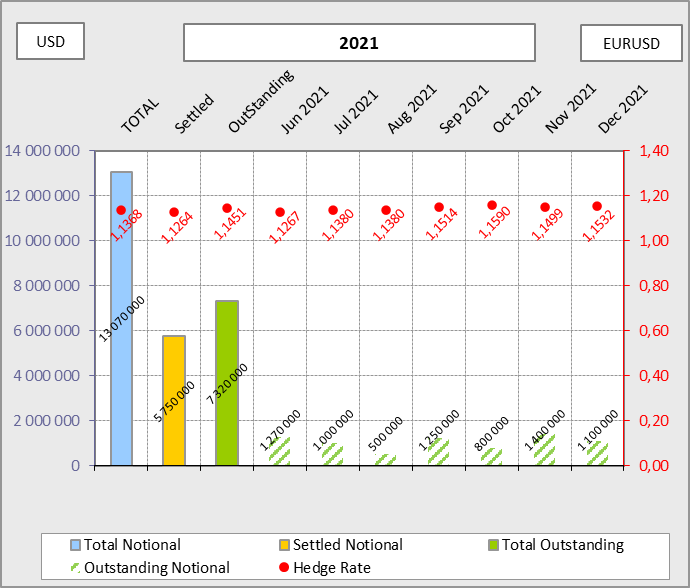 USD
2021
EURUSD
TOTAL
Settled
OutStanding
Jun 2021
Jul 2021
Aug 2021
Sep 2021
Oct 2021
Nov 2021
Dec 2021
14 000 000
12 000 000
10 000 000
8 000 000
6 000 000
4 000 000
2 000 000
0
1,40
1,20
1,00
0,80
0,60
0,40
0,20
0,00
1,1368
1,1264
1,1451
1,1267
1,1380
1,1380
1,1514
1,1590
1,1499
1,1532
13 070 000
5 750 000
7 320 000
1 270 000
1 000 000
500 000
1 250 000
800 000
1 400 000
1 100 000
Total Notional
Settled Notional
Total Outstanding
Outstanding Notional
Hedge Rate